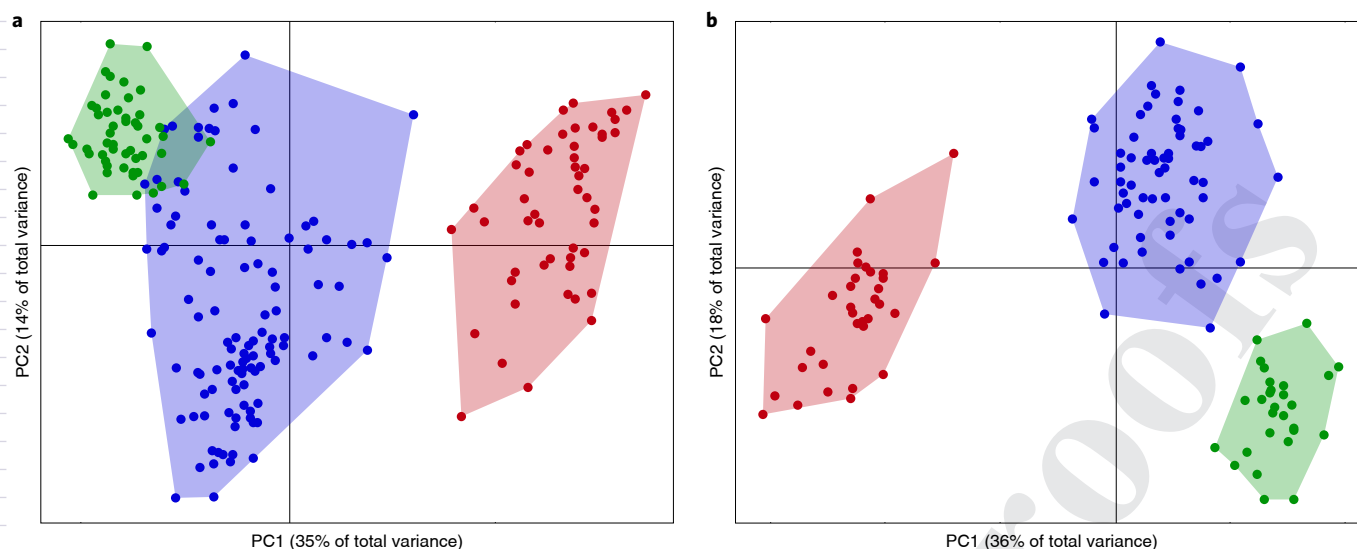 a
b
PC2 (14% of total variance)
PC1 (35% of total variance)
PC2 (18% of total variance)
PC1 (36% of total variance)
roofs